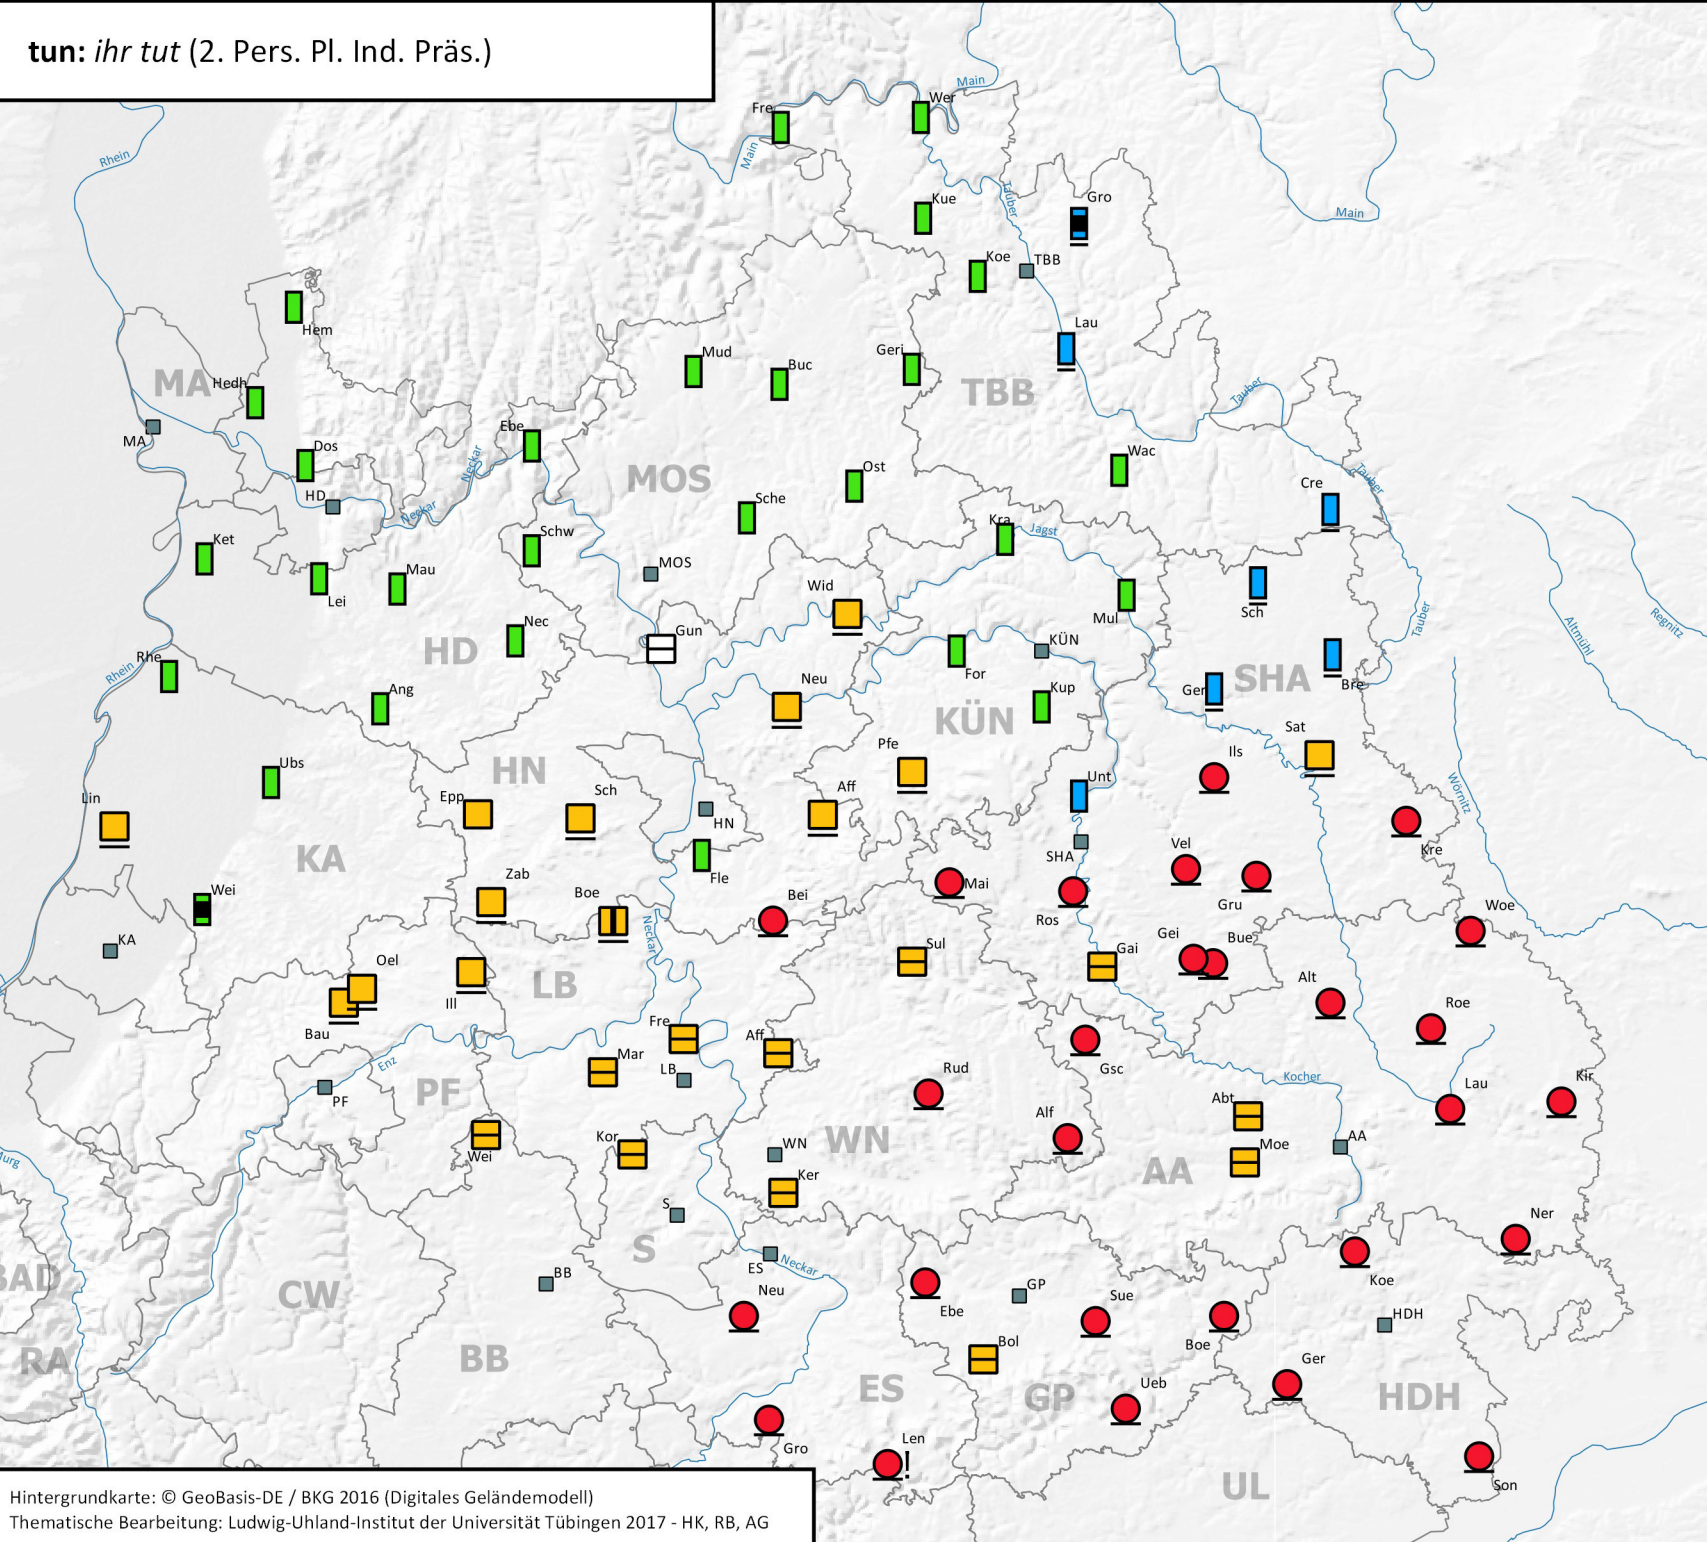 tun: ihr tut (2. Pers. Pl. Ind. Präs.)
Main
Wer
Fre
Main
Rhein
Tauber
Kue
Gro
Main
Koe
TBB
Hem
Lau
Mud
Buc
Geri
MA
Hedh
TBB
Tauber
MA
Ebe
Dos
Neckar
MOS
Ost
Wac
Tauber
HD
Neckar
Sche
Cre
Ket
Schw
Kra
Jagst
MOS
Mau
Lei
Wid
Mul
Sch
Tauber
Altmühl
Regnitz
Nec
Gun
KÜN
HD
Rhe
Rhein
For
SHA
Ang
Neu
Kup
Ger
Bre
KÜN
Sat
Pfe
Ils
Ubs
HN
Unt
Wörnitz
Lin
Epp
Sch
Aff
HN
Kre
KA
SHA
Vel
Fle
Zab
Mai
Wei
Boe
Bei
Ros
Gru
Woe
KA
Neckar
Sul
Gai
Gei
Bue
Oel
LB
Alt
Ill
Roe
Bau
Fre
Aff
Enz
Mar
LB
Gsc
Kocher
PF
PF
Rud
Abt
Lau
Kir
Wei
Kor
WN
WN
Alf
Moe
AA
Murg
Ker
AA
S
Ner
S
ES
Neckar
BAD
CW
BB
Neu
Ebe
GP
Sue
Koe
HDH
Boe
RA
BB
Bol
Ger
ES
GP
Ueb
HDH
Gro
Len
!
UL
Son
Hintergrundkarte: © GeoBasis-DE / BKG 2016 (Digitales Geländemodell)
Thematische Bearbeitung: Ludwig-Uhland-Institut der Universität Tübingen 2017 - HK, RB, AG